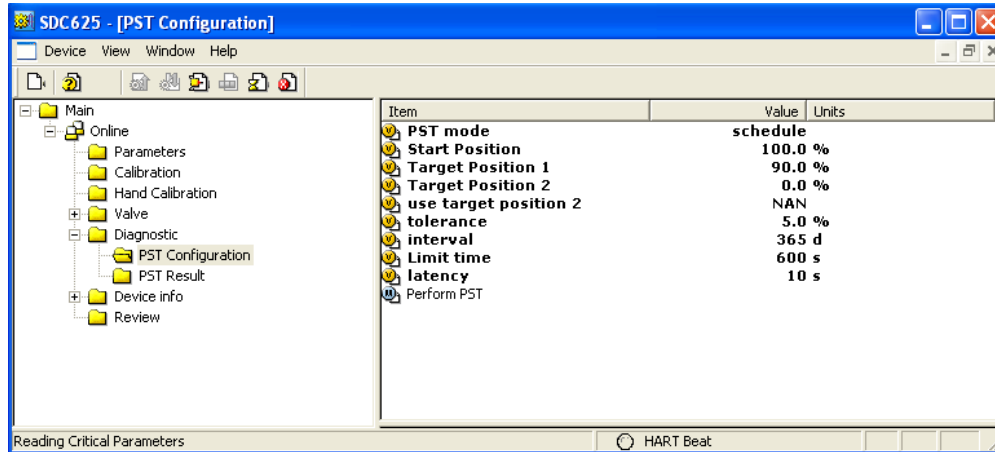 SDC625 - [PST Configuration]
Device View Window Help
Main
Online
Parameters
Calibration
Hand Calibration
Valve
Diagnostic
PST Configuration
PST Result
Device info
Review
Item Value Units
PST mode schedule
Start Position 100.0 %
Target Position 1 90.0 %
Target Position 2 0.0 %
use target position 2 NAN
tolerance 5.0 %
interval 365 d
Limit time 600 s
latency 10 s
Perform PST
Reading Critical Parameters HART Beat